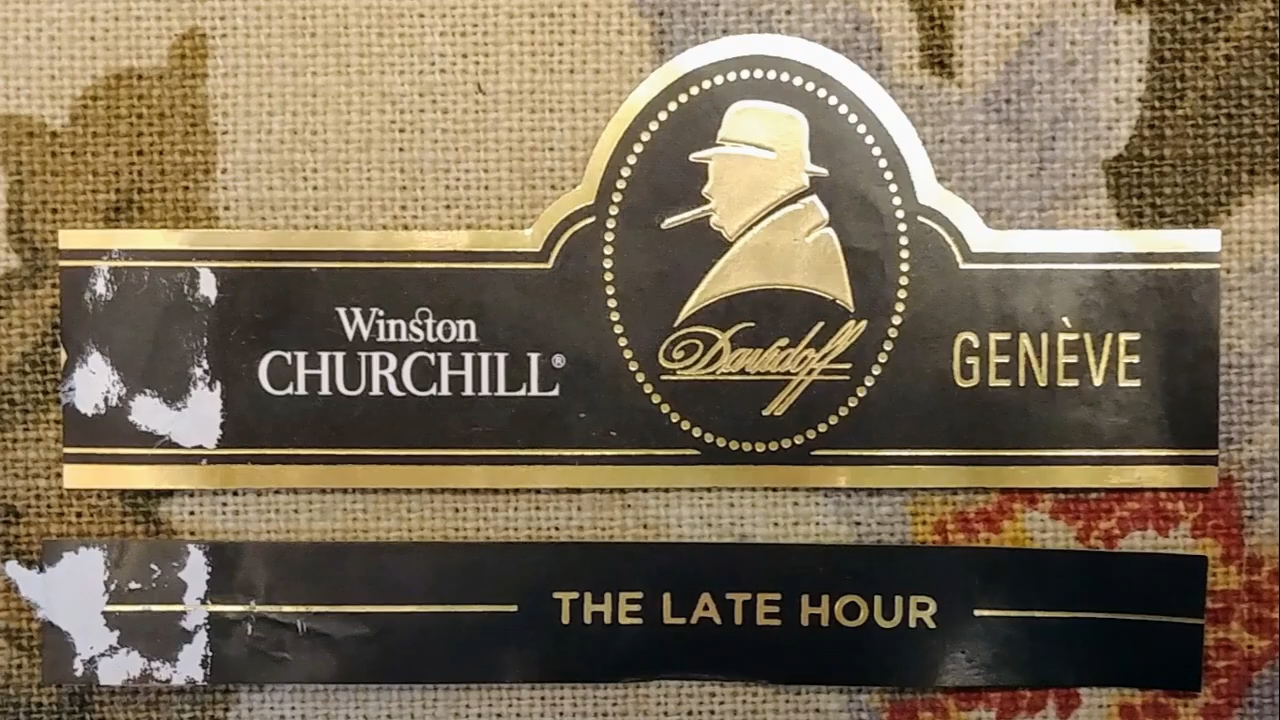 Winston
CHURCHILL®
Davidoff
GENÈVE
THE LATE HOUR